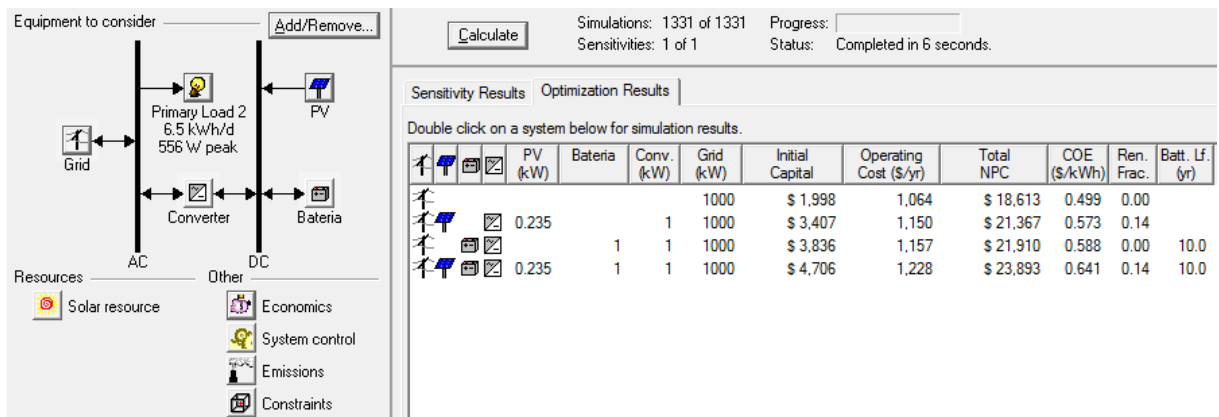 Equipment to consider
Add/Remove...
Primary Load 2
6.5 kWh/d
556 W peak
PV
Grid
Converter
Bateria
AC
DC
Resources
Other
Solar resource
Economics
System control
Emissions
Constraints
Calculate
Simulations: 1331 of 1331
Progress:
Sensitivities: 1 of 1
Status: Completed in 6 seconds.
Sensitivity Results
Optimization Results
Double click on a system below for simulation results.
PV (kW) Bateria Conv. (kW) Grid (kW) Initial Capital Operating Cost ($/yr) Total NPC COE ($/kWh) Ren. Frac. Batt. Lf. (yr)
1000 $ 1,998 1,064 $ 18,613 0.499 0.00
0.235 1 1000 $ 3,407 1,150 $ 21,367 0.573 0.14
1 1 1000 $ 3,836 1,157 $ 21,910 0.588 0.00 10.0
0.235 1 1 1000 $ 4,706 1,228 $ 23,893 0.641 0.14 10.0